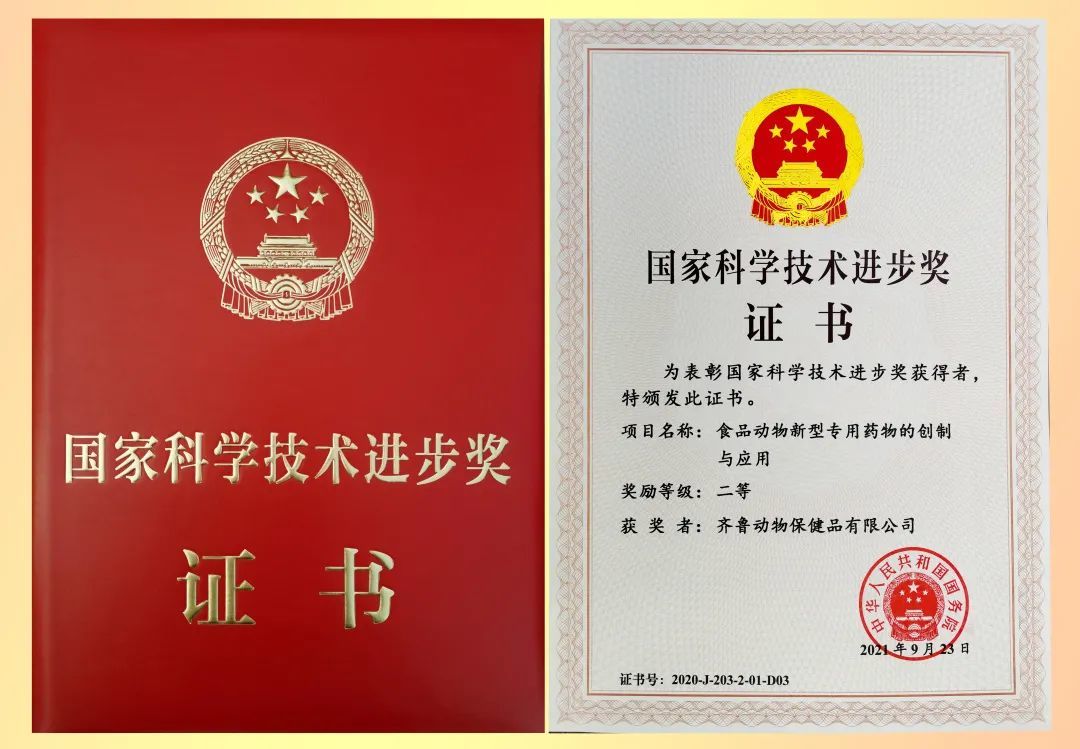 国家科学技术进步奖
证 书
国家科学技术进步奖
证 书
为表彰国家科学技术进步奖获得者，
特颁发此证书。
项目名称：食品动物新型专用药物的创制
与应用
奖励等级：二等
获 奖 者：齐鲁动物保健品有限公司
中华人民共和国国务院
2021年9月23日
证书号：2020-J-203-2-01-D03